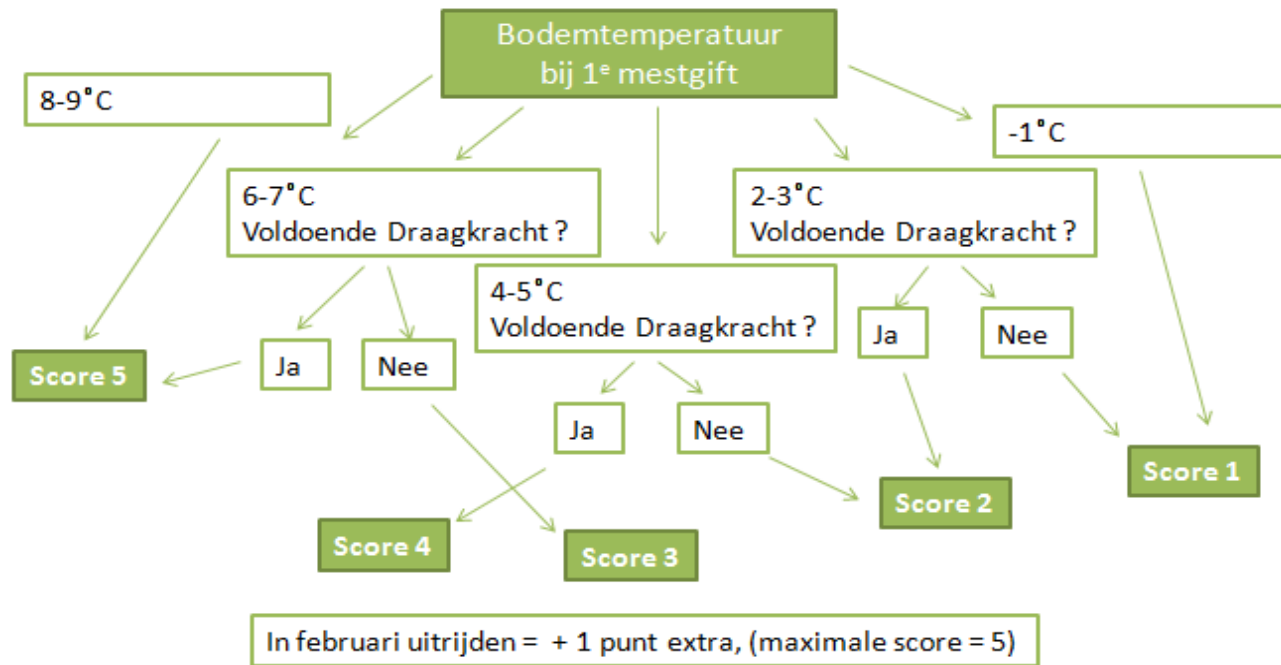 Bodemtemperatuur
bij 1e mestgift
8-9°C
-1°C
6-7°C
Voldoende Draagkracht ?
2-3°C
Voldoende Draagkracht ?
4-5°C
Voldoende Draagkracht ?
Ja
Nee
Ja
Nee
Score 5
Ja
Nee
Score 1
Score 2
Score 4
Score 3
In februari uitrijden = + 1 punt extra, (maximale score = 5)